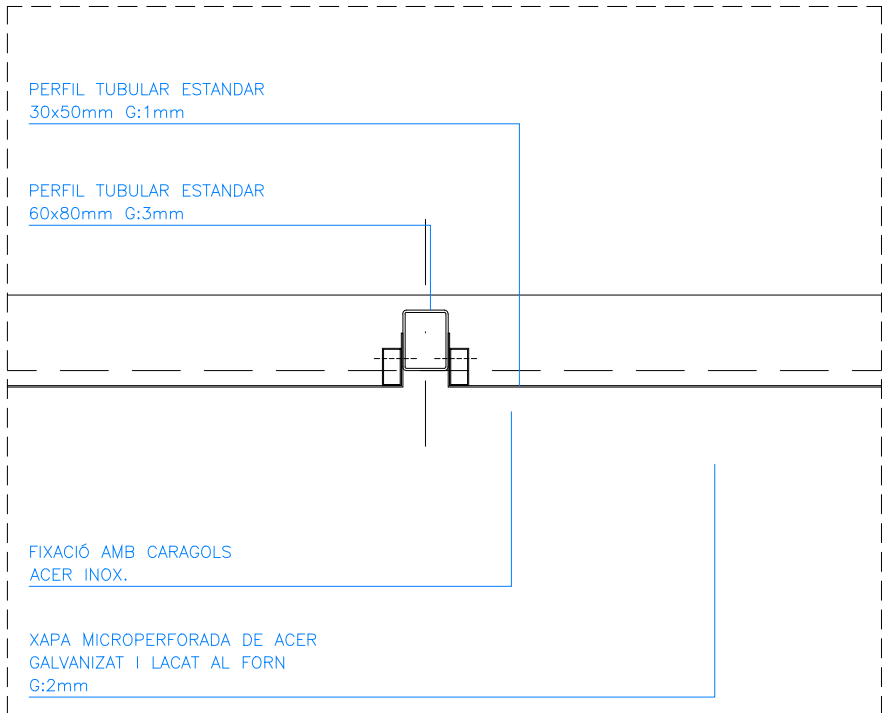 PERFIL TUBULAR ESTANDAR
30x50mm G:1mm
PERFIL TUBULAR ESTANDAR
60x80mm G:3mm
FIXACIÓ AMB CARAGOLS
ACER INOX.
XAPA MICROPERFORADA DE ACER
GALVANIZAT I LACAT AL FORN
G:2mm